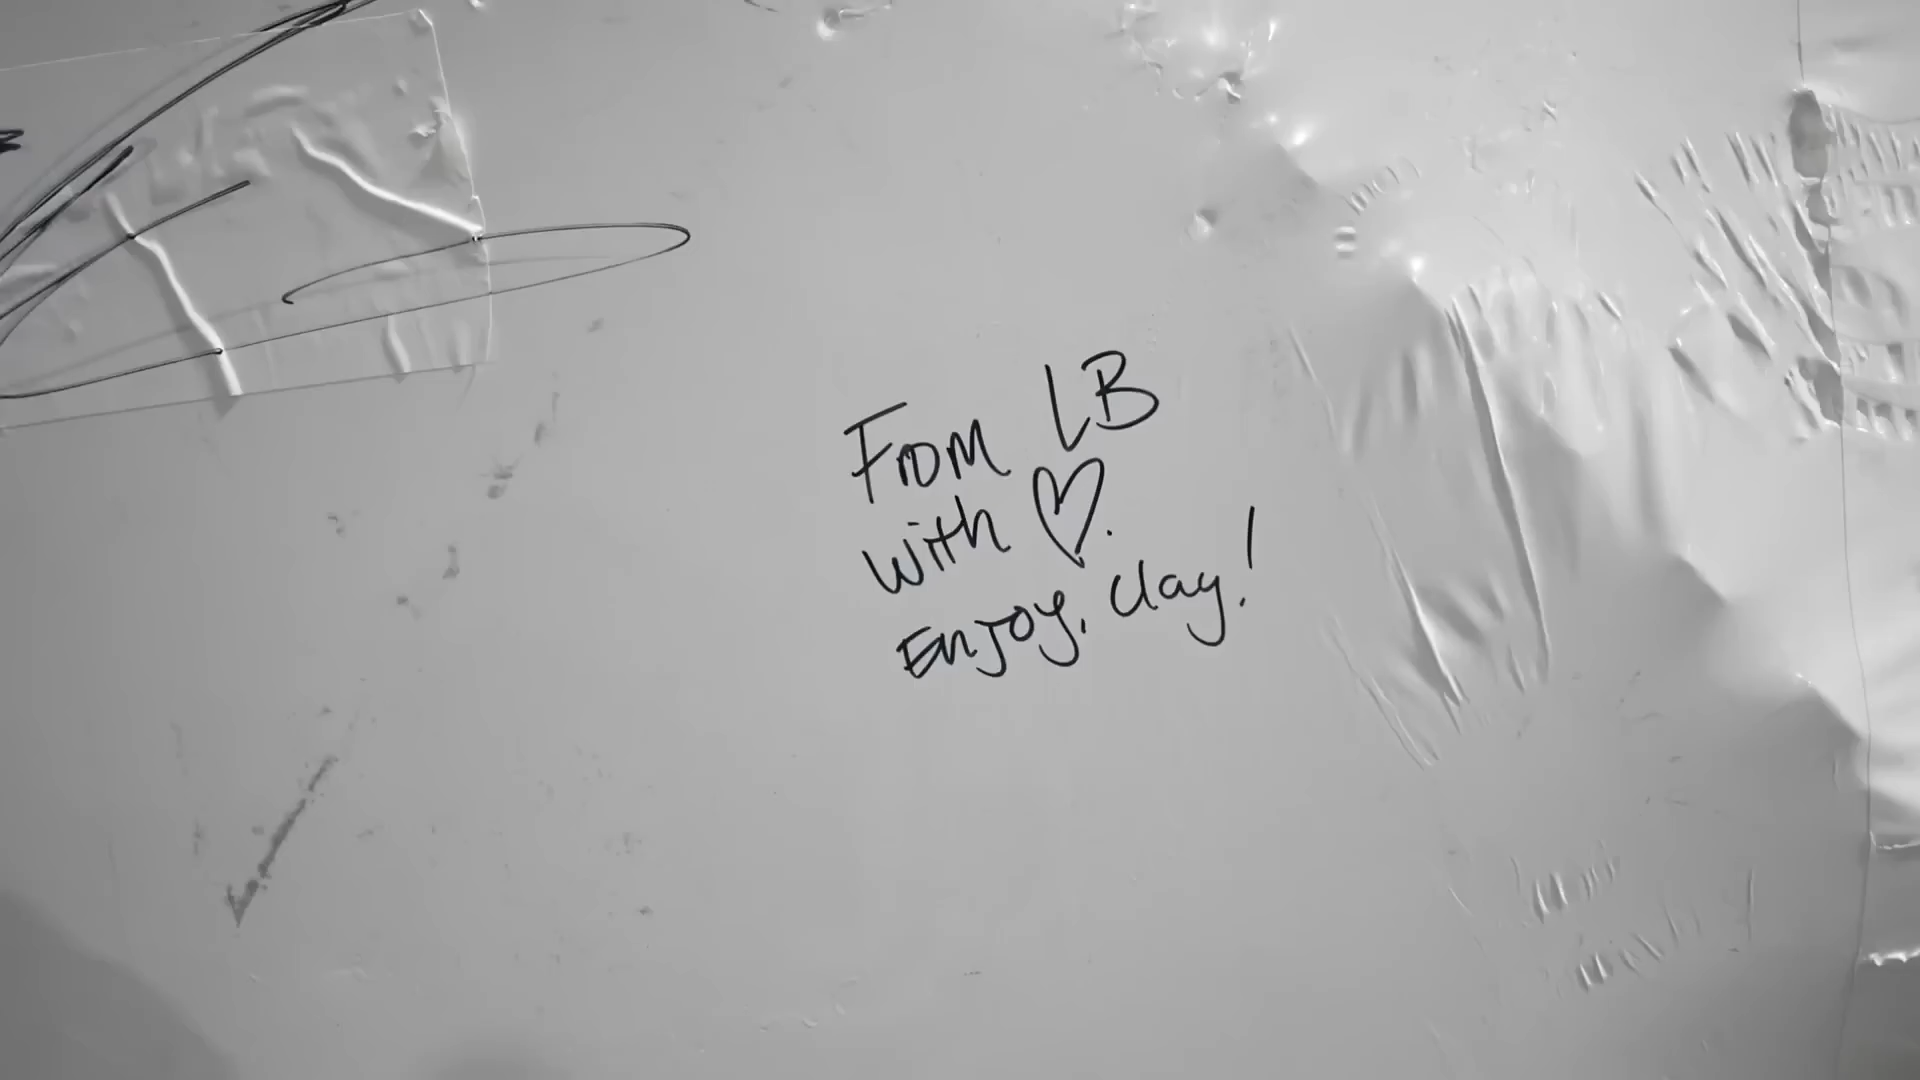 From LB
with ♡.
Enjoy, Clay!